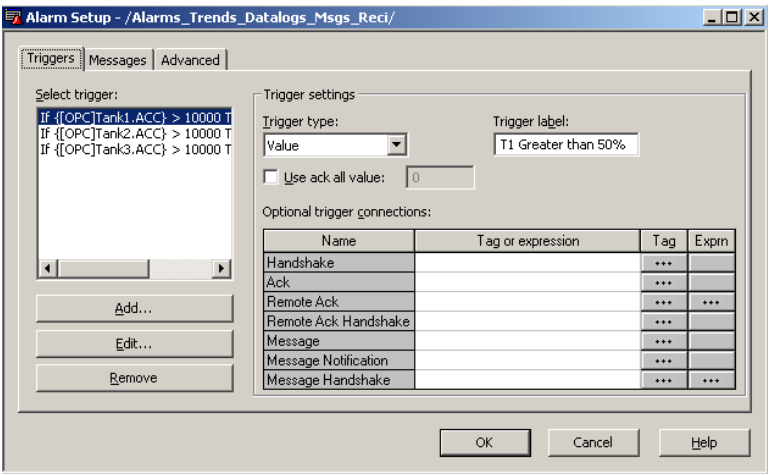 Alarm Setup - /Alarms_Trends_Datalogs_Msgs_Reci/
Triggers Messages Advanced
Select trigger:
If {[OPC]Tank1.ACC} > 10000 T
If {[OPC]Tank2.ACC} > 10000 T
If {[OPC]Tank3.ACC} > 10000 T
Add...
Edit...
Remove
Trigger settings
Trigger type: Trigger label:
Value T1 Greater than 50%
Use ack all value: 0
Optional trigger connections:
Name Tag or expression Tag Exprn
Handshake ...
Ack ...
Remote Ack ... ...
Remote Ack Handshake ...
Message ...
Message Notification ...
Message Handshake ... ...
OK Cancel Help